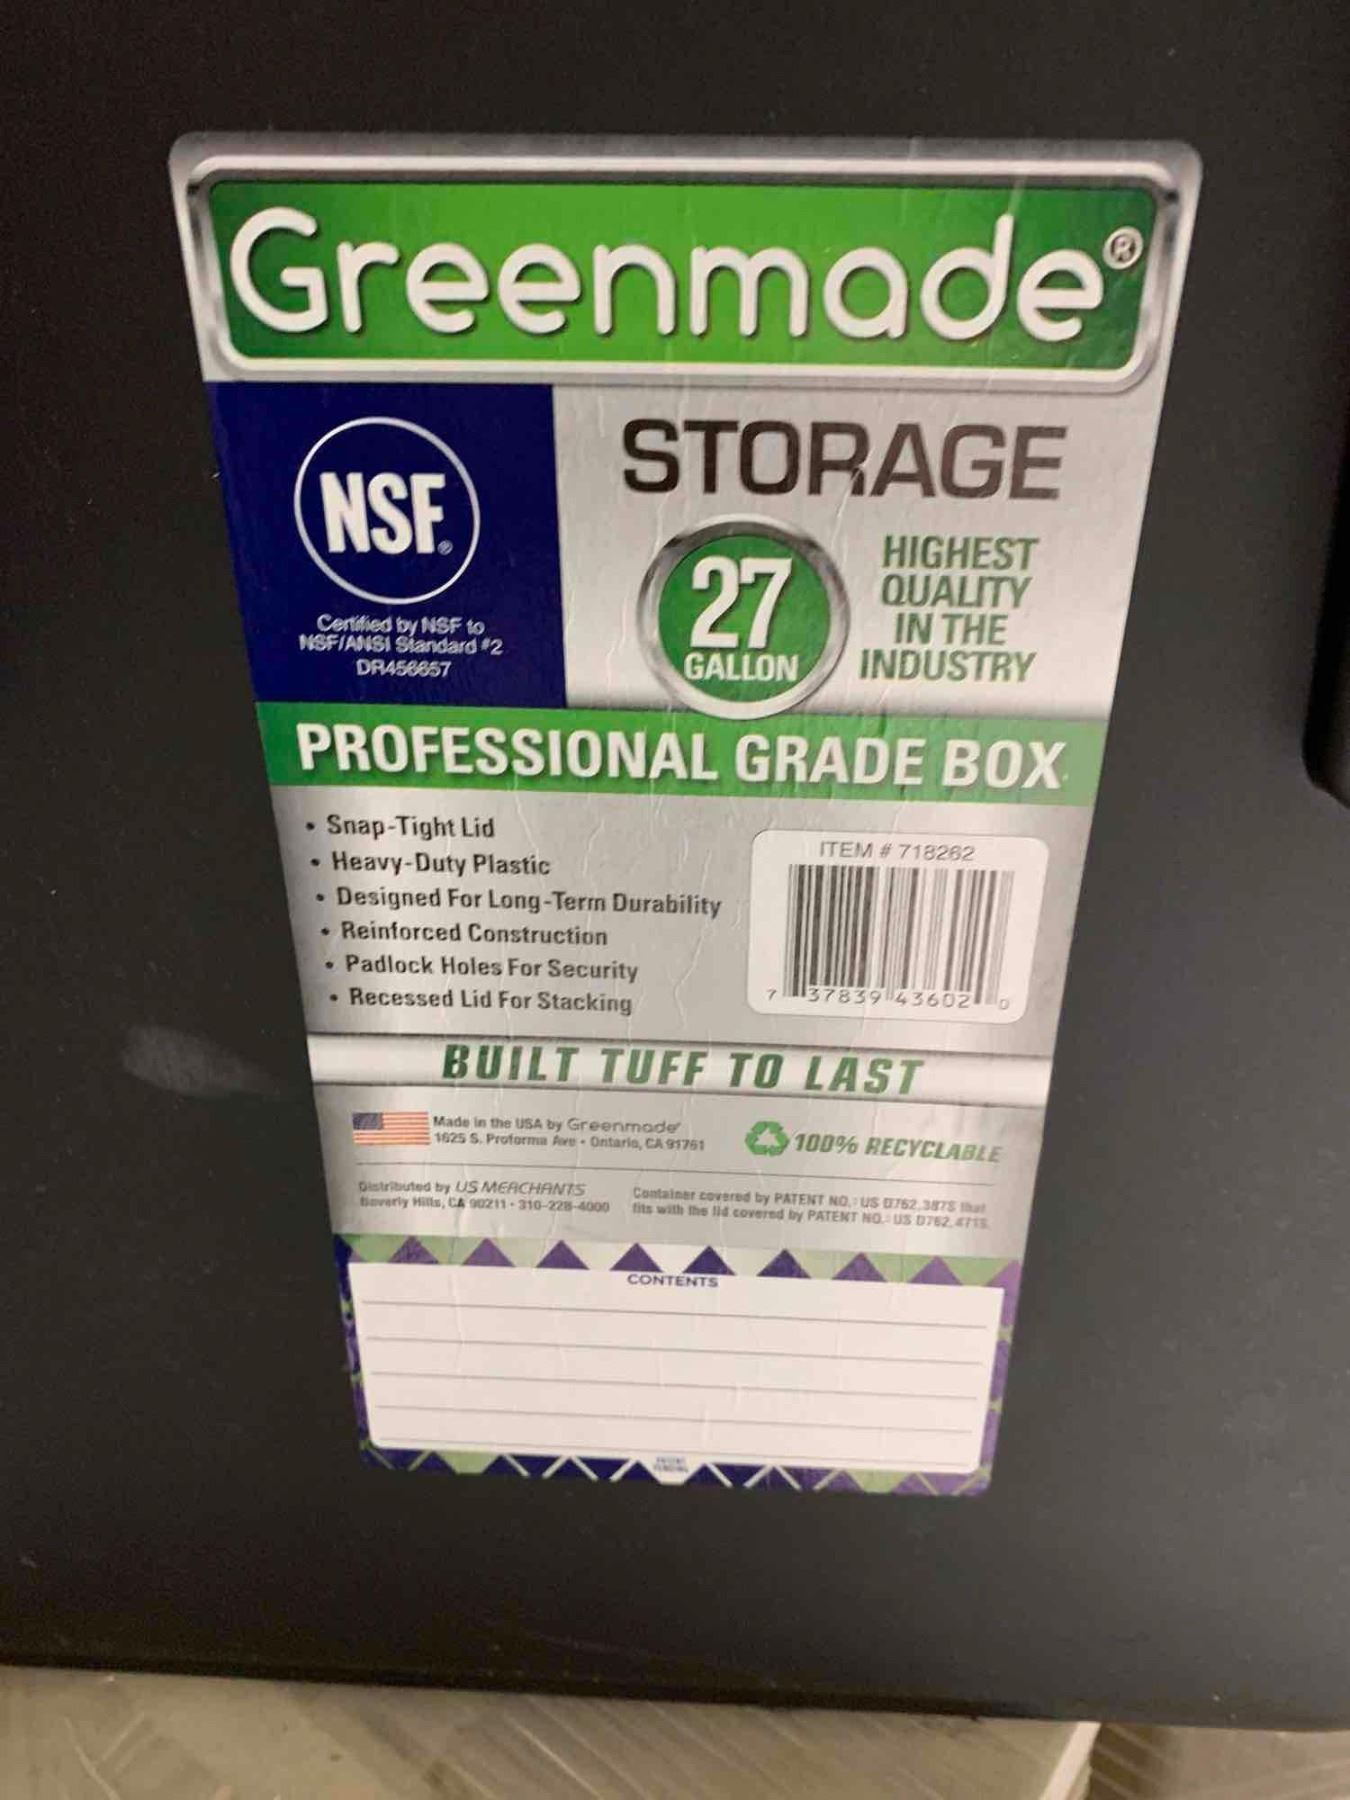 Greenmade®
NSF®
Certified by NSF to
NSF/ANSI Standard #2
DR456657
STORAGE
27
GALLON
HIGHEST
QUALITY
IN THE
INDUSTRY
PROFESSIONAL GRADE BOX
• Snap-Tight Lid
• Heavy-Duty Plastic
• Designed For Long-Term Durability
• Reinforced Construction
• Padlock Holes For Security
• Recessed Lid For Stacking
ITEM # 718262
7 37839 43602 0
BUILT TUFF TO LAST
Made in the USA by Greenmade
1625 S. Proforma Ave • Ontario, CA 91761
100% RECYCLABLE
Distributed by US MERCHANTS
Beverly Hills, CA 90211 • 310-228-4000
Container covered by PATENT NO.: US D762,387S that
fits with the lid covered by PATENT NO.: US D762,471S
CONTENTS
PATENT
PENDING